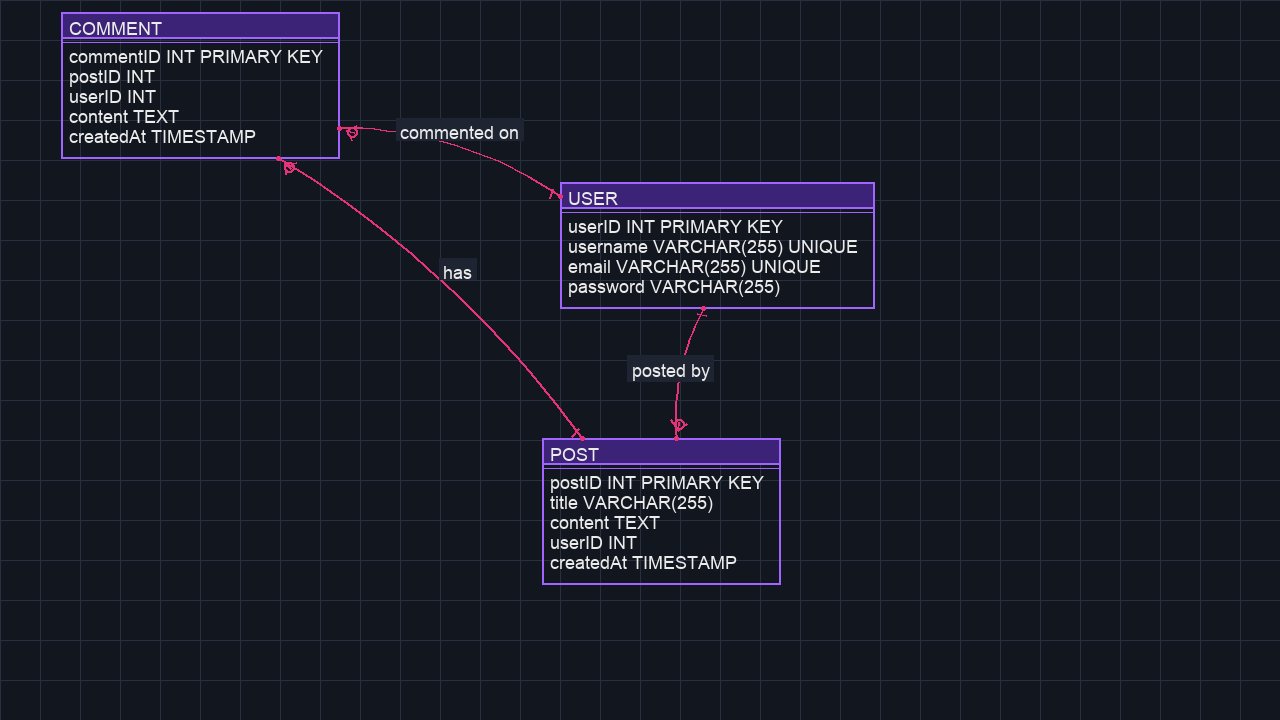 COMMENT
commentID INT PRIMARY KEY
postID INT
userID INT
content TEXT
createdAt TIMESTAMP
commented on
USER
userID INT PRIMARY KEY
username VARCHAR(255) UNIQUE
email VARCHAR(255) UNIQUE
password VARCHAR(255)
has
posted by
POST
postID INT PRIMARY KEY
title VARCHAR(255)
content TEXT
userID INT
createdAt TIMESTAMP